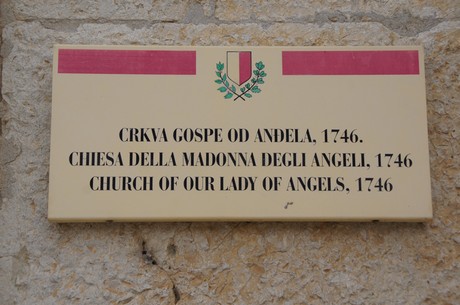 CRKVA GOSPE OD ANĐELA, 1746.
CHIESA DELLA MADONNA DEGLI ANGELI, 1746
CHURCH OF OUR LADY OF ANGELS, 1746